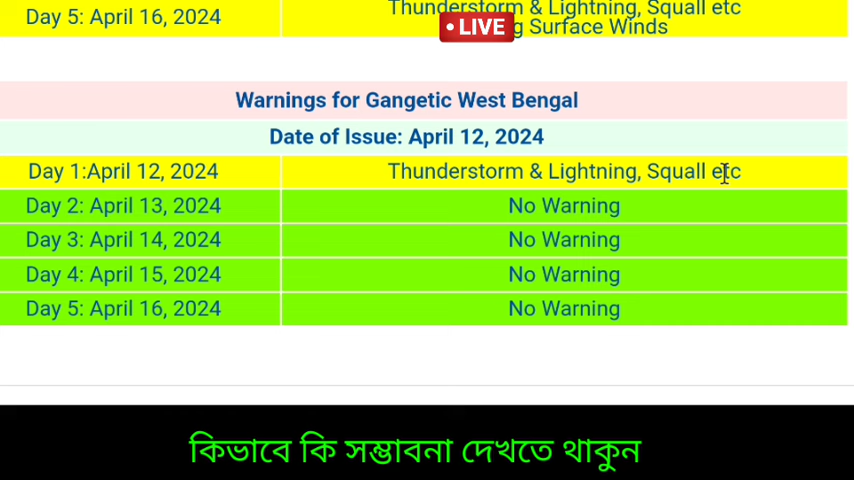 Day 5: April 16, 2024
Thunderstorm & Lightning, Squall etc
• LIVE
g Surface Winds
Warnings for Gangetic West Bengal
Date of Issue: April 12, 2024
Day 1:April 12, 2024 Thunderstorm & Lightning, Squall etc
Day 2: April 13, 2024 No Warning
Day 3: April 14, 2024 No Warning
Day 4: April 15, 2024 No Warning
Day 5: April 16, 2024 No Warning
কিভাবে কি সম্ভাবনা দেখতে থাকুন